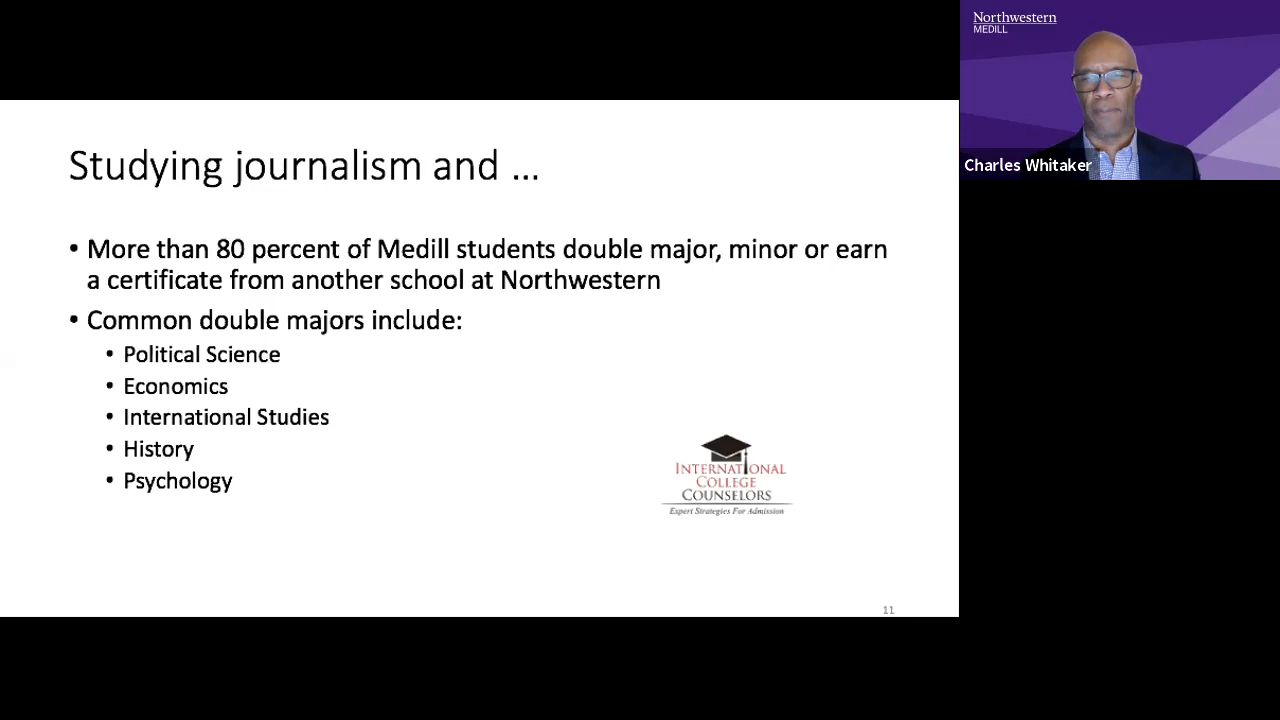 Northwestern
MEDILL
Charles Whitaker
Studying journalism and ...
• More than 80 percent of Medill students double major, minor or earn
a certificate from another school at Northwestern
• Common double majors include:
• Political Science
• Economics
• International Studies
• History
• Psychology
INTERNATIONAL
COLLEGE
COUNSELORS
Expert Strategies For Admission
11